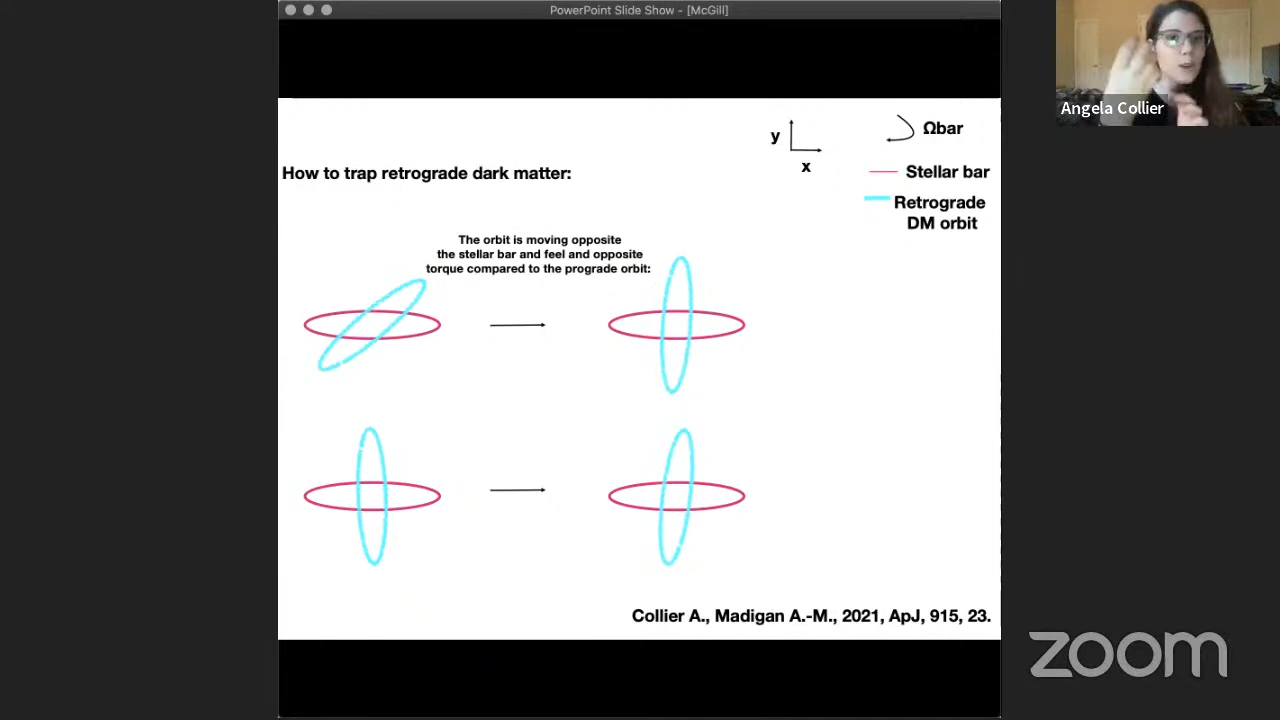 PowerPoint Slide Show - [McGill]
Angela Collier
y
x
Ωbar
How to trap retrograde dark matter:
Stellar bar
Retrograde
DM orbit
The orbit is moving opposite
the stellar bar and feel and opposite
torque compared to the prograde orbit:
Collier A., Madigan A.-M., 2021, ApJ, 915, 23.
zoom